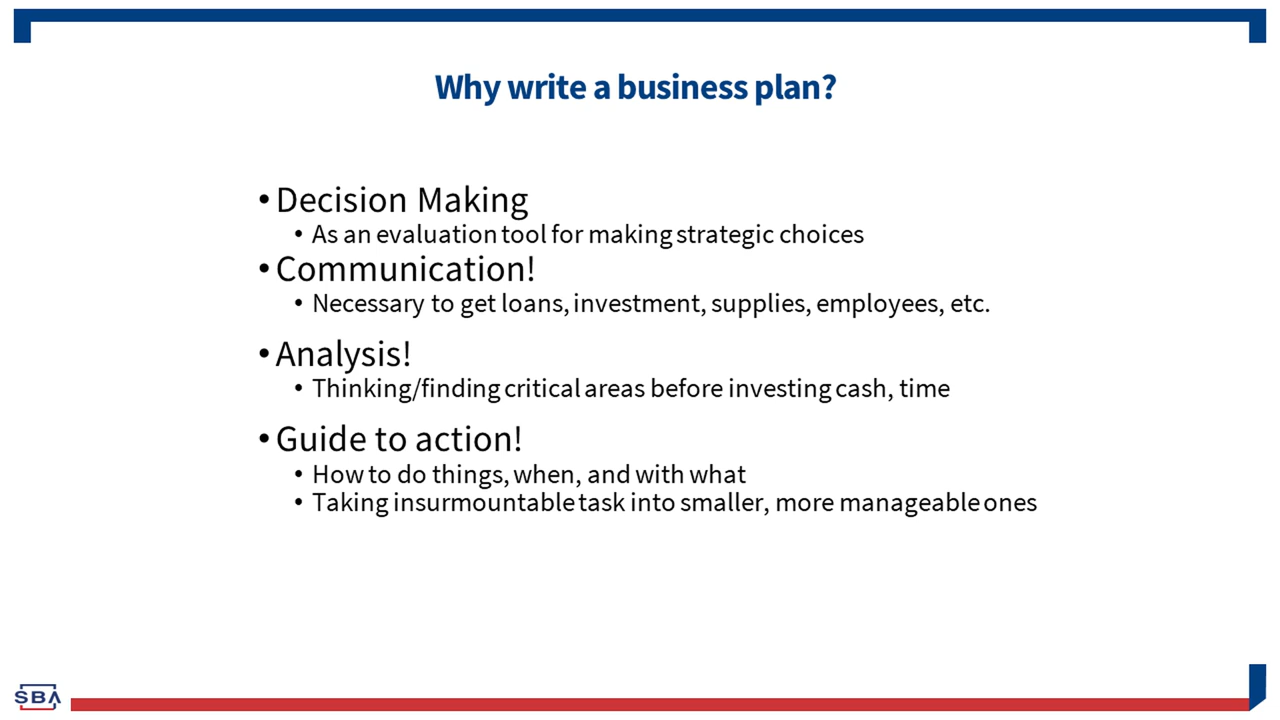 Why write a business plan?
• Decision Making
• As an evaluation tool for making strategic choices
• Communication!
• Necessary to get loans, investment, supplies, employees, etc.
• Analysis!
• Thinking/finding critical areas before investing cash, time
• Guide to action!
• How to do things, when, and with what
• Taking insurmountable task into smaller, more manageable ones
SBA